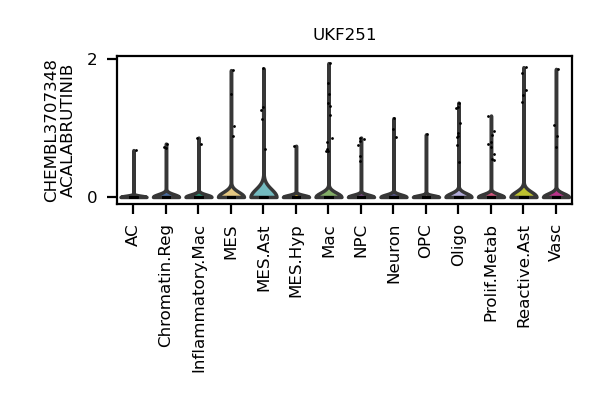 UKF251
CHEMBL3707348
ACALABRUTINIB
2
0
AC
Chromatin.Reg
Inflammatory.Mac
MES
MES.Ast
MES.Hyp
Mac
NPC
Neuron
OPC
Oligo
Prolif.Metab
Reactive.Ast
Vasc